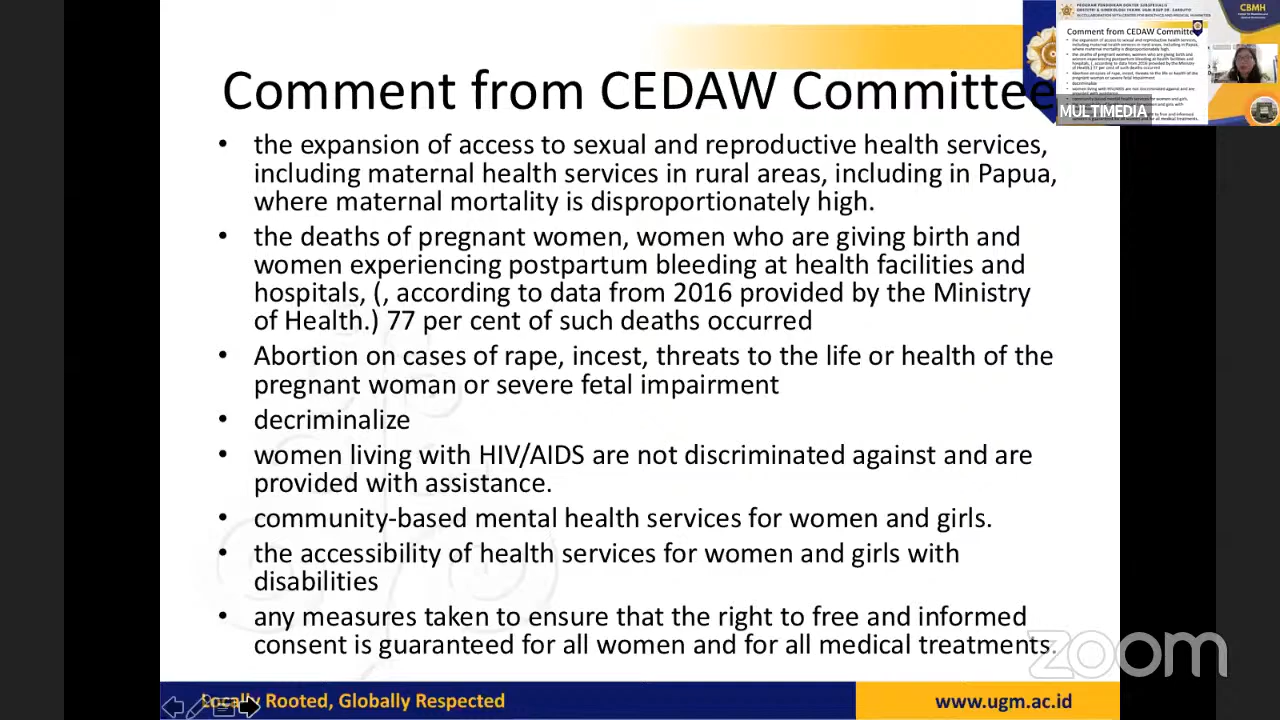 Comment from CEDAW Committee
• the expansion of access to sexual and reproductive health services,
including maternal health services in rural areas, including in Papua,
where maternal mortality is disproportionately high.
• the deaths of pregnant women, women who are giving birth and
women experiencing postpartum bleeding at health facilities and
hospitals, (, according to data from 2016 provided by the Ministry
of Health.) 77 per cent of such deaths occurred
• Abortion on cases of rape, incest, threats to the life or health of the
pregnant woman or severe fetal impairment
• decriminalize
• women living with HIV/AIDS are not discriminated against and are
provided with assistance.
• community-based mental health services for women and girls.
• the accessibility of health services for women and girls with
disabilities
• any measures taken to ensure that the right to free and informed
consent is guaranteed for all women and for all medical treatments.
zoom
Locally Rooted, Globally Respected
www.ugm.ac.id
CBMH
Comment from CEDAW Committee
MULTIMEDIA